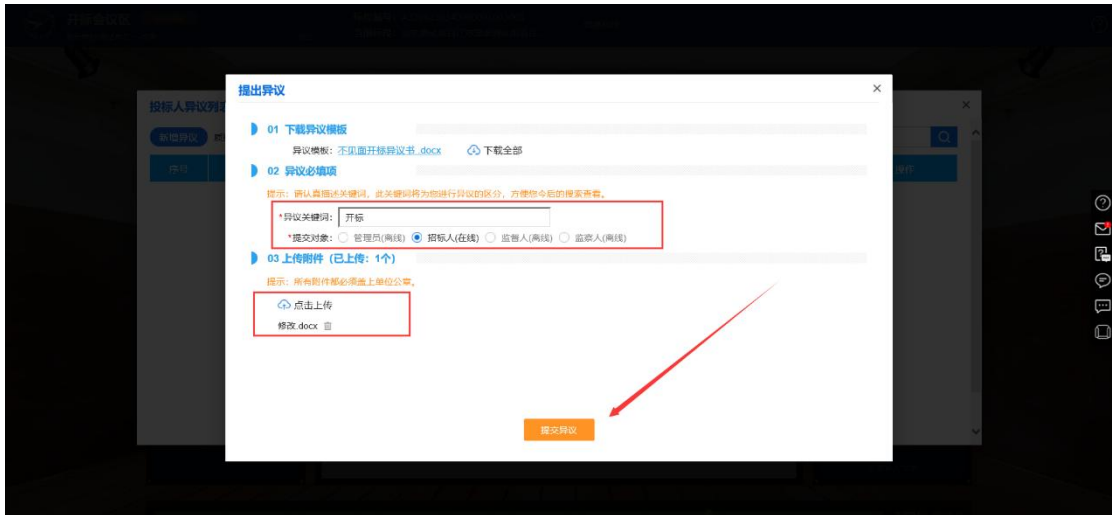 开标会议区
提出异议
投标人异议列表
新增异议
01 下载异议模板
异议模板： 不见面开标异议书.docx 下载全部
序号
操作
02 异议必填项
提示：请认真描述关键词，此关键词将为您进行异议的区分，方便您今后的搜索查看。
*异议关键词： 开标
*提交对象： 管理员(离线) 招标人(在线) 监督人(离线) 监察人(离线)
03 上传附件（已上传：1个）
提示：所有附件都必须盖上单位公章。
点击上传
修改.docx
提交异议